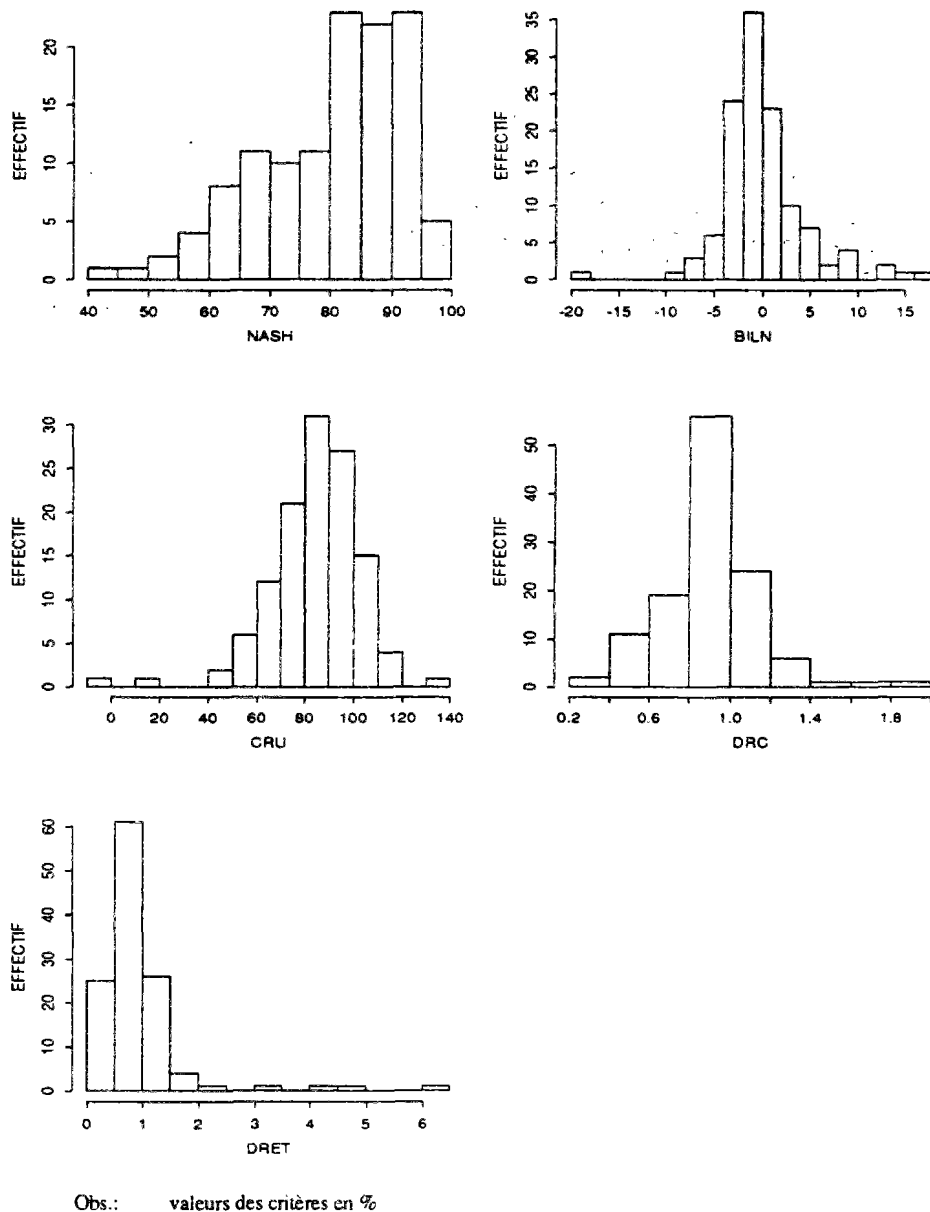 EFFECTIF
0 5 10 15 20
40 50 60 70 80 90 100
NASH
EFFECTIF
0 5 10 15 20 25 30 35
-20 -15 -10 -5 0 5 10 15
BILN
EFFECTIF
0 5 10 15 20 25 30
0 20 40 60 80 100 120 140
CRU
EFFECTIF
0 10 20 30 40 50
0.2 0.6 1.0 1.4 1.8
DRC
EFFECTIF
0 10 20 30 40 50 60
0 1 2 3 4 5 6
DRET
Obs.: valeurs des critères en %